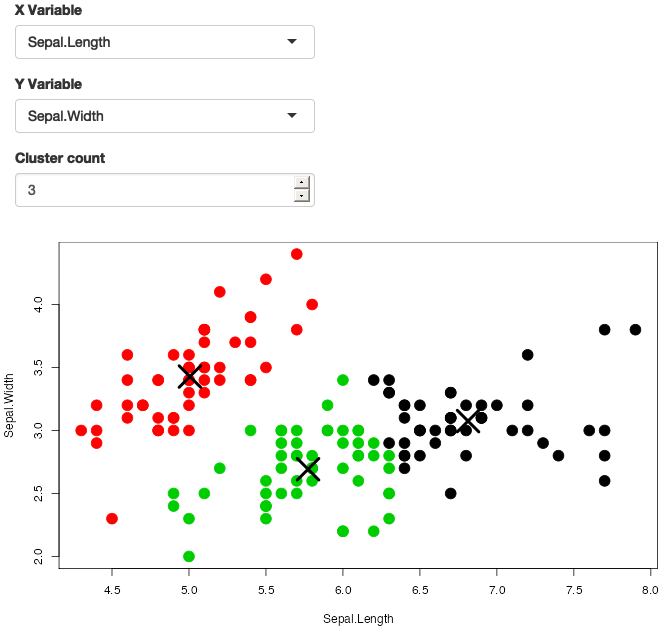 X Variable
Sepal.Length
Y Variable
Sepal.Width
Cluster count
3
4.0
3.5
3.0
2.5
2.0
Sepal.Width
4.5 5.0 5.5 6.0 6.5 7.0 7.5 8.0
Sepal.Length